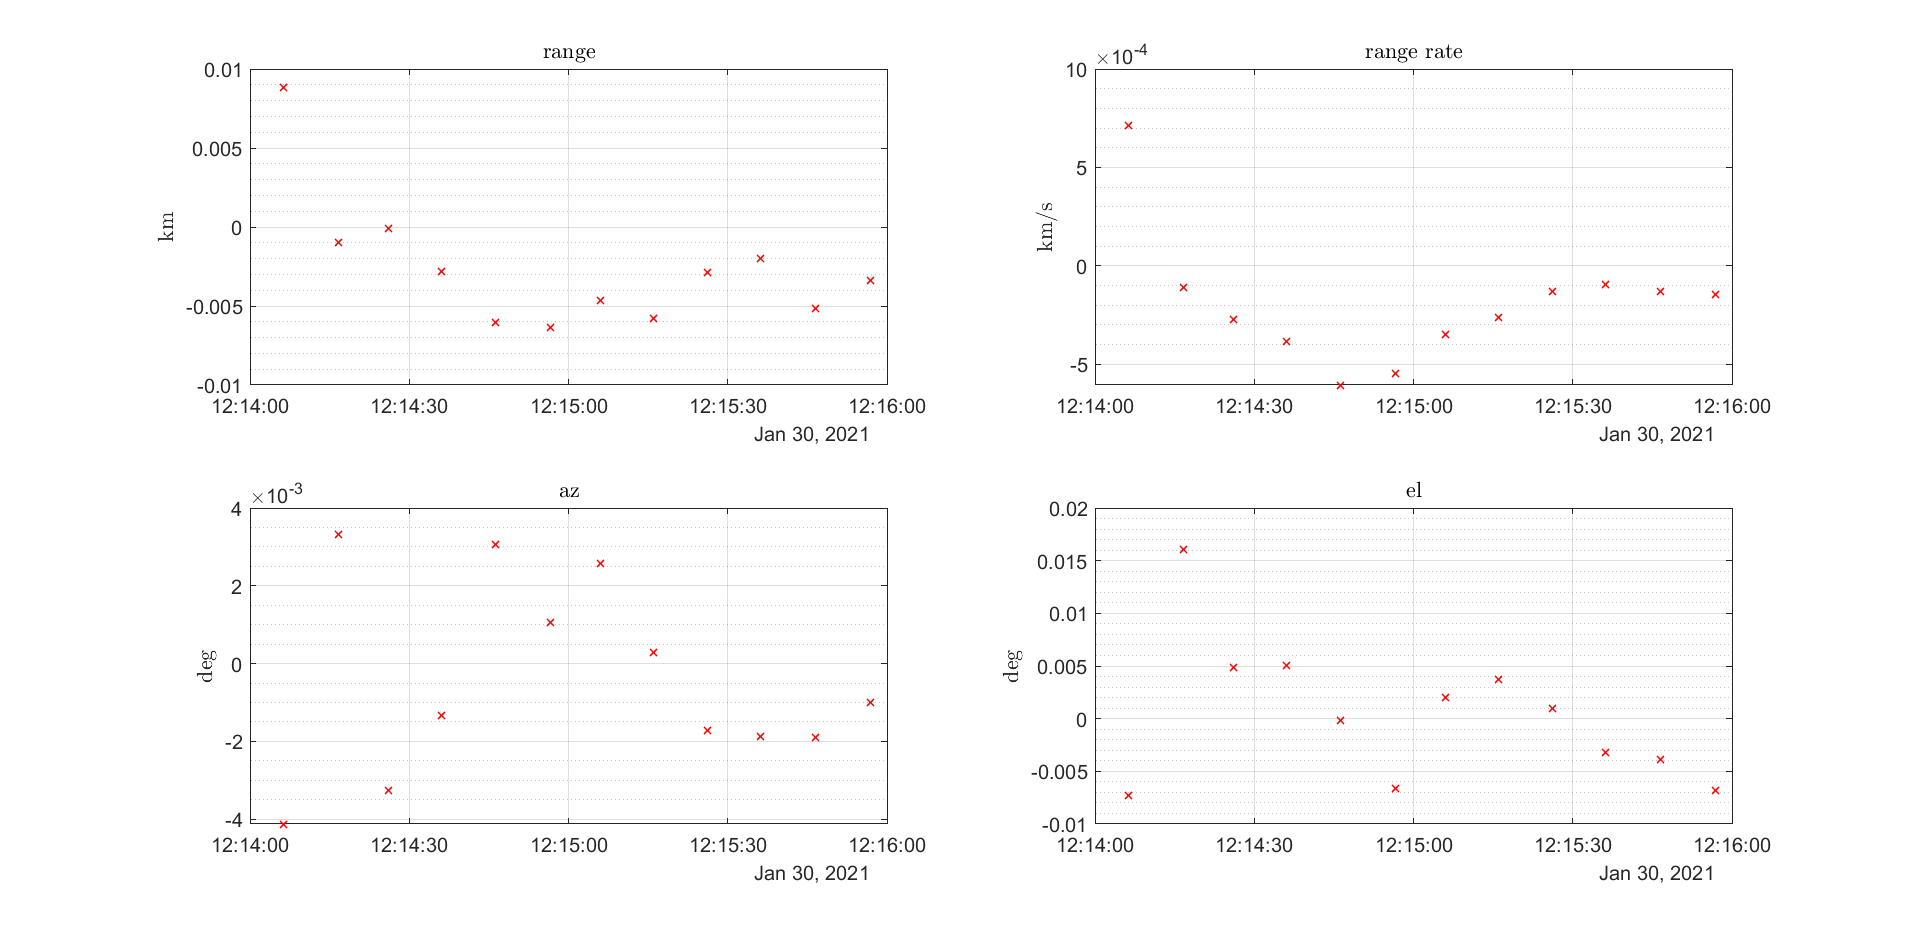 range
0.01
0.005
0
-0.005
-0.01
km
12:14:00 12:14:30 12:15:00 12:15:30 12:16:00
Jan 30, 2021
range rate
×10-4
10
5
0
-5
km/s
12:14:00 12:14:30 12:15:00 12:15:30 12:16:00
Jan 30, 2021
az
×10-3
4
2
0
-2
-4
deg
12:14:00 12:14:30 12:15:00 12:15:30 12:16:00
Jan 30, 2021
el
0.02
0.015
0.01
0.005
0
-0.005
-0.01
deg
12:14:00 12:14:30 12:15:00 12:15:30 12:16:00
Jan 30, 2021